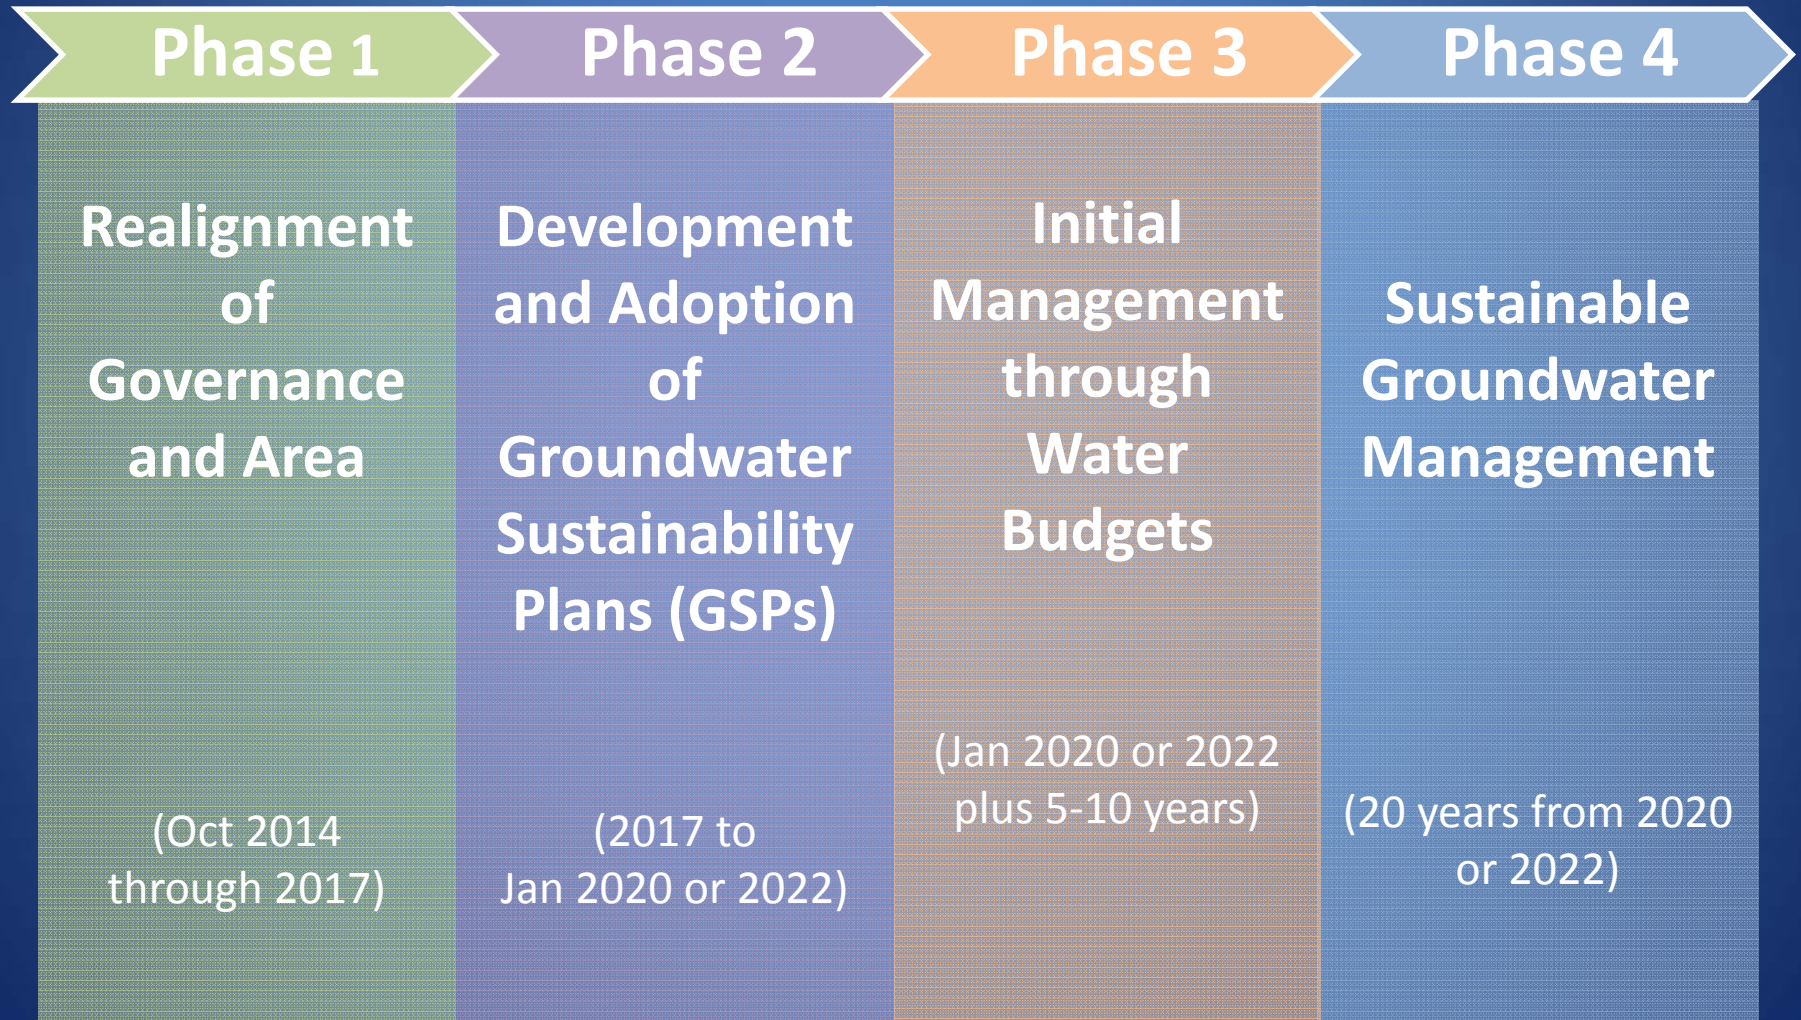 Phase 1
Phase 2
Phase 3
Phase 4
Realignment
of
Governance
and Area
(Oct 2014
through 2017)
Development
and Adoption
of
Groundwater
Sustainability
Plans (GSPs)
(2017 to
Jan 2020 or 2022)
Initial
Management
through
Water
Budgets
(Jan 2020 or 2022
plus 5-10 years)
Sustainable
Groundwater
Management
(20 years from 2020
or 2022)